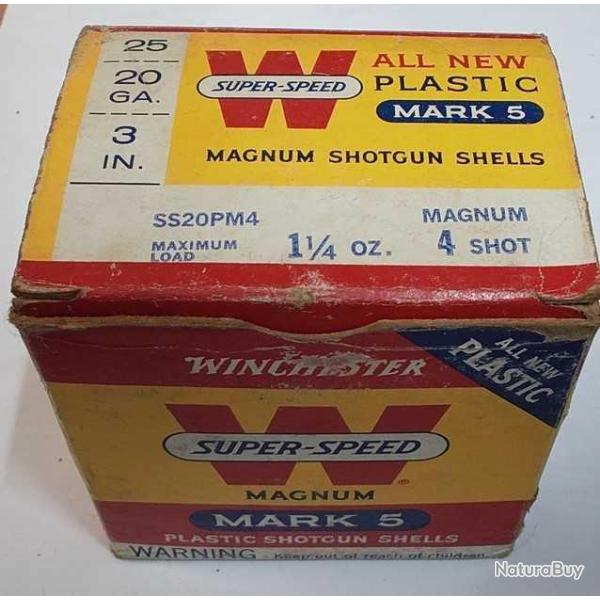 25
20
GA.
3
IN.
W
SUPER-SPEED
ALL NEW
PLASTIC
MARK 5
MAGNUM SHOTGUN SHELLS
SS20PM4
MAXIMUM
LOAD
1 1/4 OZ.
MAGNUM
4 SHOT
WINCHESTER
ALL NEW
PLASTIC
W
SUPER-SPEED
®
MAGNUM
MARK 5
PLASTIC SHOTGUN SHELLS
WARNING - Keep out of reach of children.
NaturaBuy